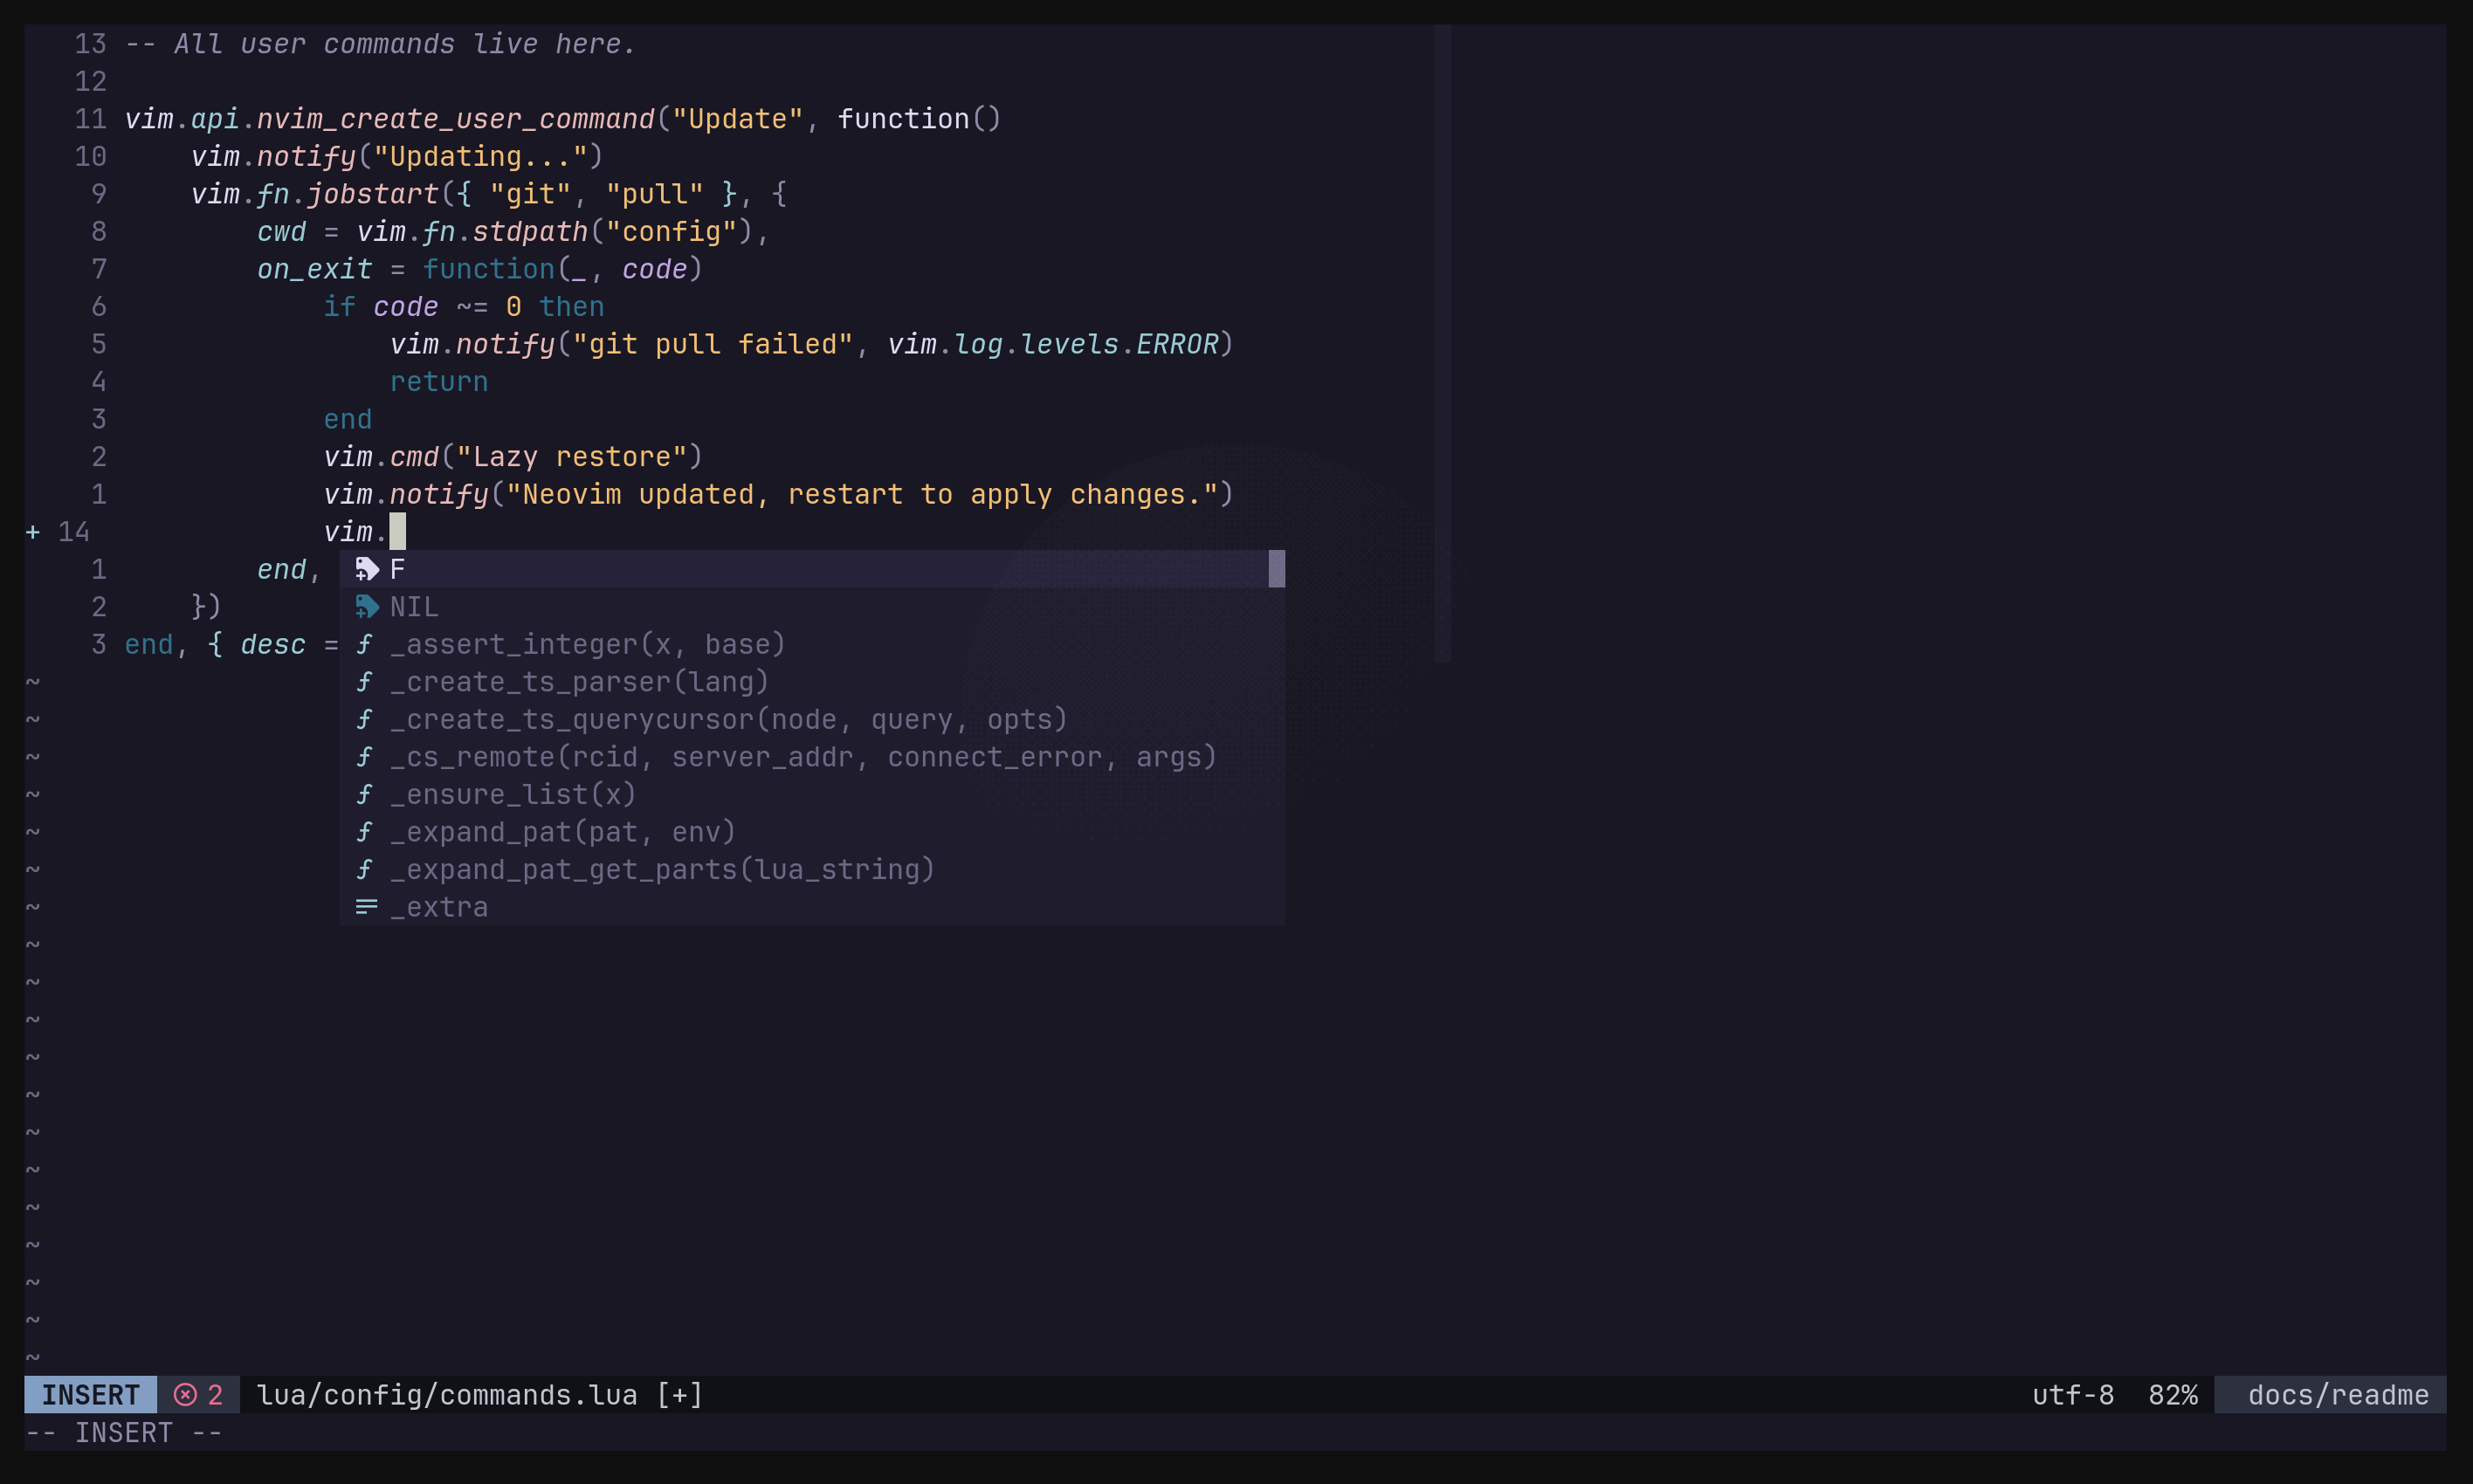 13 -- All user commands live here.
12
11 vim.api.nvim_create_user_command("Update", function()
10     vim.notify("Updating...")
9     vim.fn.jobstart({ "git", "pull" }, {
8         cwd = vim.fn.stdpath("config"),
7         on_exit = function(_, code)
6             if code ~= 0 then
5                 vim.notify("git pull failed", vim.log.levels.ERROR)
4                 return
3             end
2             vim.cmd("Lazy restore")
1             vim.notify("Neovim updated, restart to apply changes.")
+ 14             vim.
1         end, F
2     }) NIL
3 end, { desc = ƒ _assert_integer(x, base)
~ ƒ _create_ts_parser(lang)
~ ƒ _create_ts_querycursor(node, query, opts)
~ ƒ _cs_remote(rcid, server_addr, connect_error, args)
~ ƒ _ensure_list(x)
~ ƒ _expand_pat(pat, env)
~ ƒ _expand_pat_get_parts(lua_string)
~ _extra
~
~
~
~
~
~
~
~
~
~
~
~
INSERT 2 lua/config/commands.lua [+] utf-8 82% docs/readme
-- INSERT --